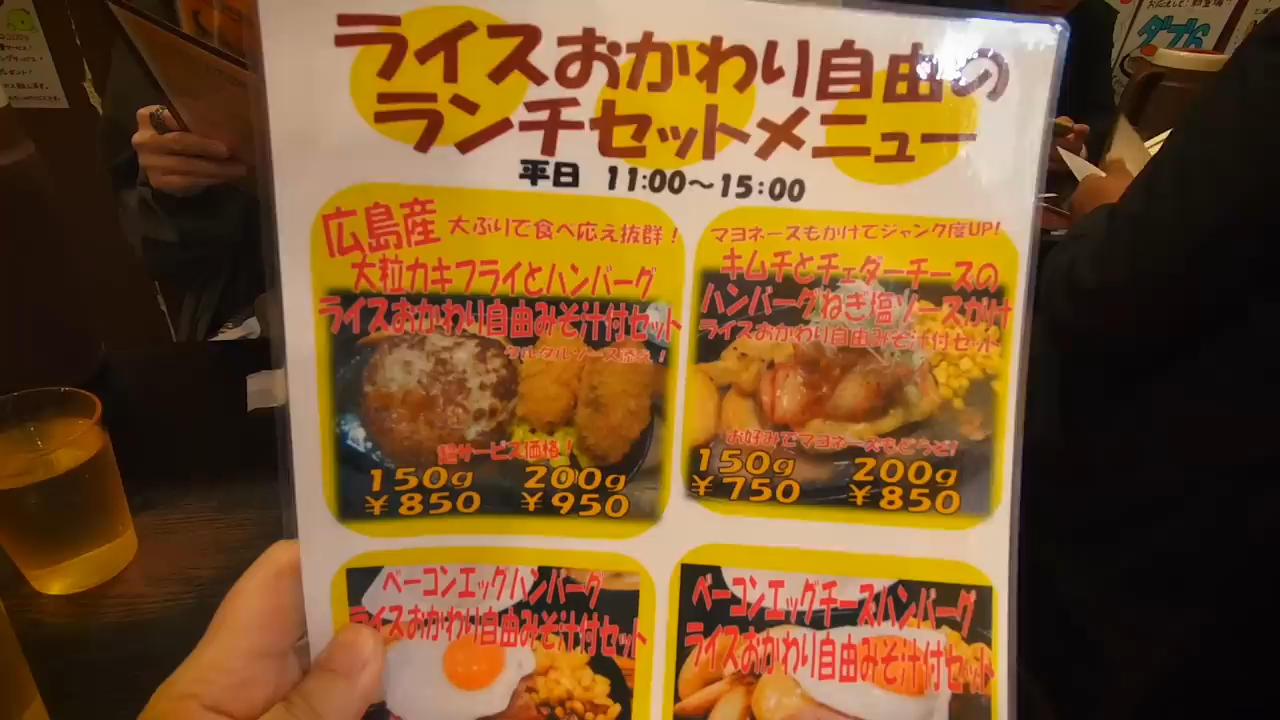 ライスおかわり自由の
ランチセットメニュー
平日 11:00～15:00
広島産 大ぶりで食べ応え抜群！
大粒カキフライとハンバーグ
ライスおかわり自由みそ汁付セット
タルタルソース添え！
超サービス価格！
150g 200g
￥850 ￥950
マヨネーズもかけてジャンク度UP!
キムチとチェダーチーズの
ハンバーグねぎ塩ソースがけ
ライスおかわり自由みそ汁付セット
お好みでマヨネーズもどうぞ!
150g 200g
￥750 ￥850
ベーコンエッグハンバーグ
ライスおかわり自由みそ汁付セット
ベーコンエッグチーズハンバーグ
ライスおかわり自由みそ汁付セット